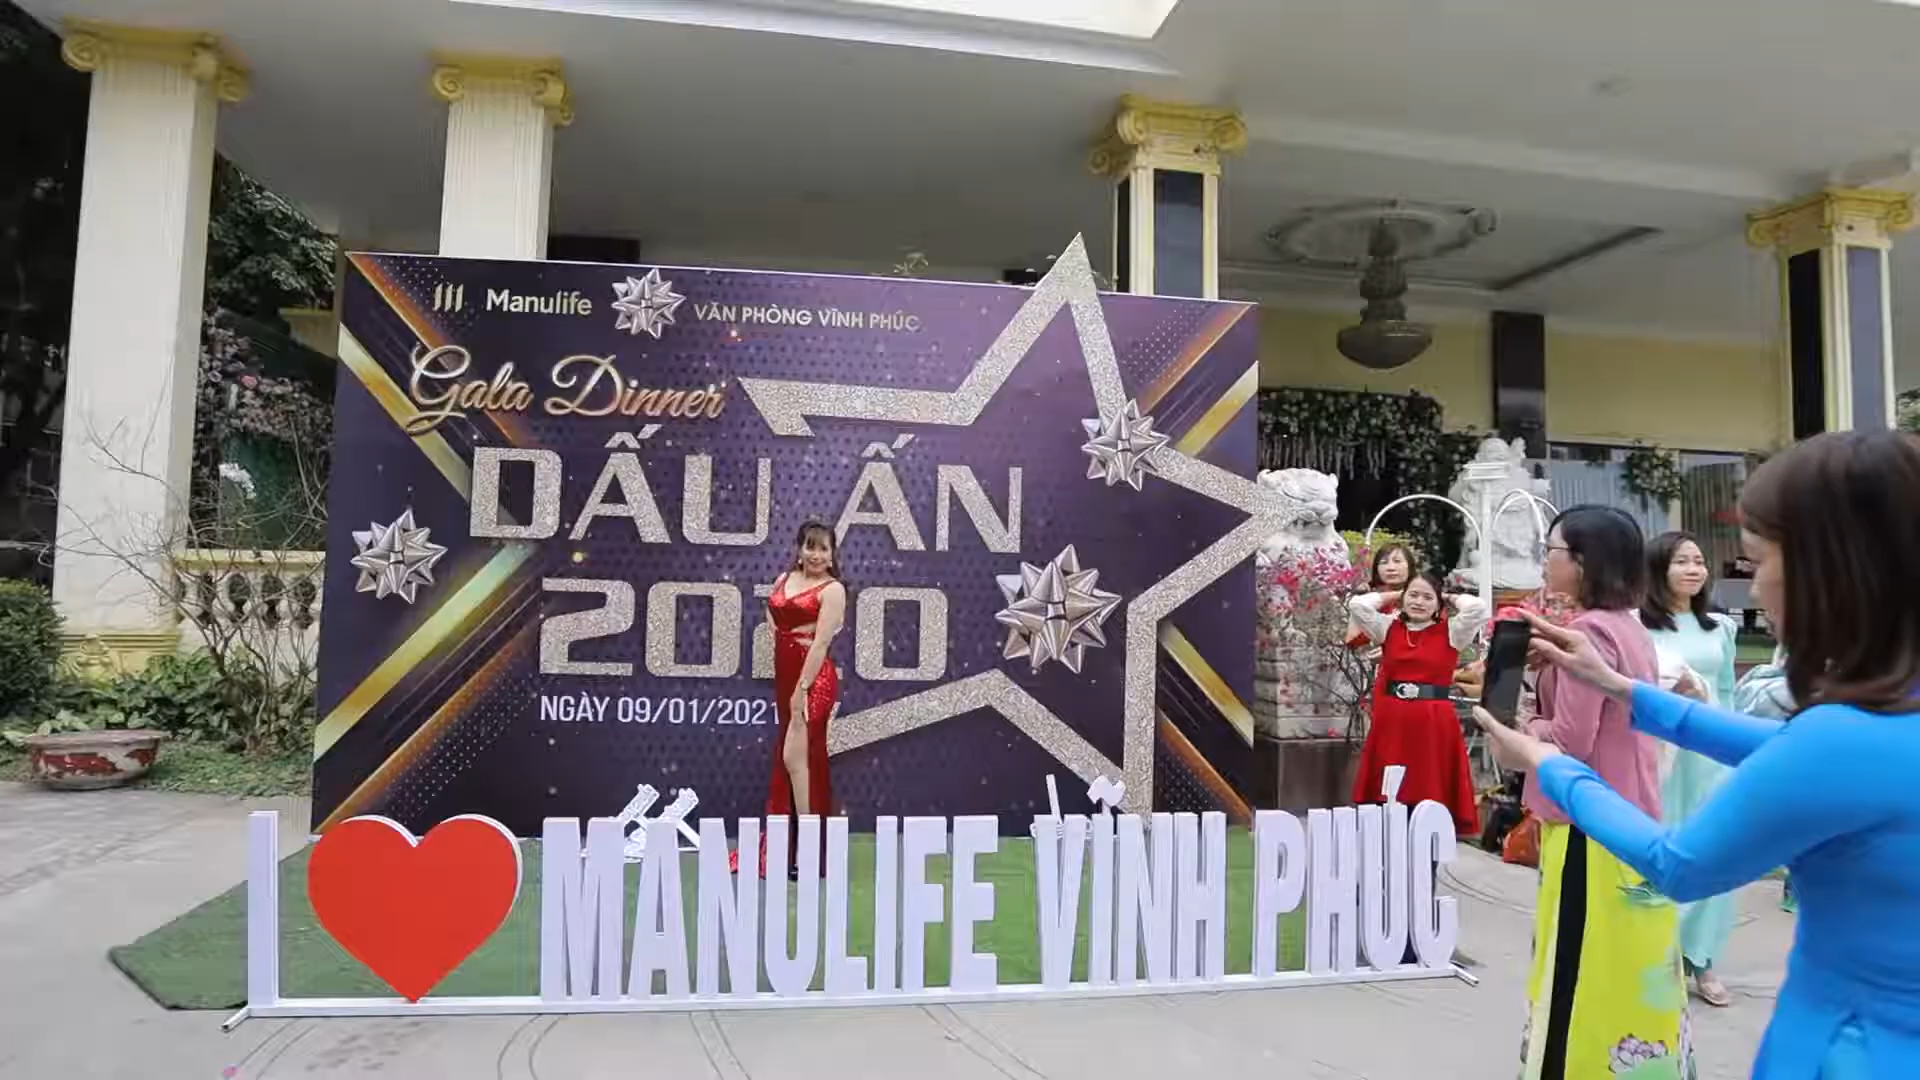 Manulife
VĂN PHÒNG VĨNH PHÚC
Gala Dinner
DẤU ẤN
2020
NGÀY 09/01/2021
I MANULIFE VĨNH PHÚC